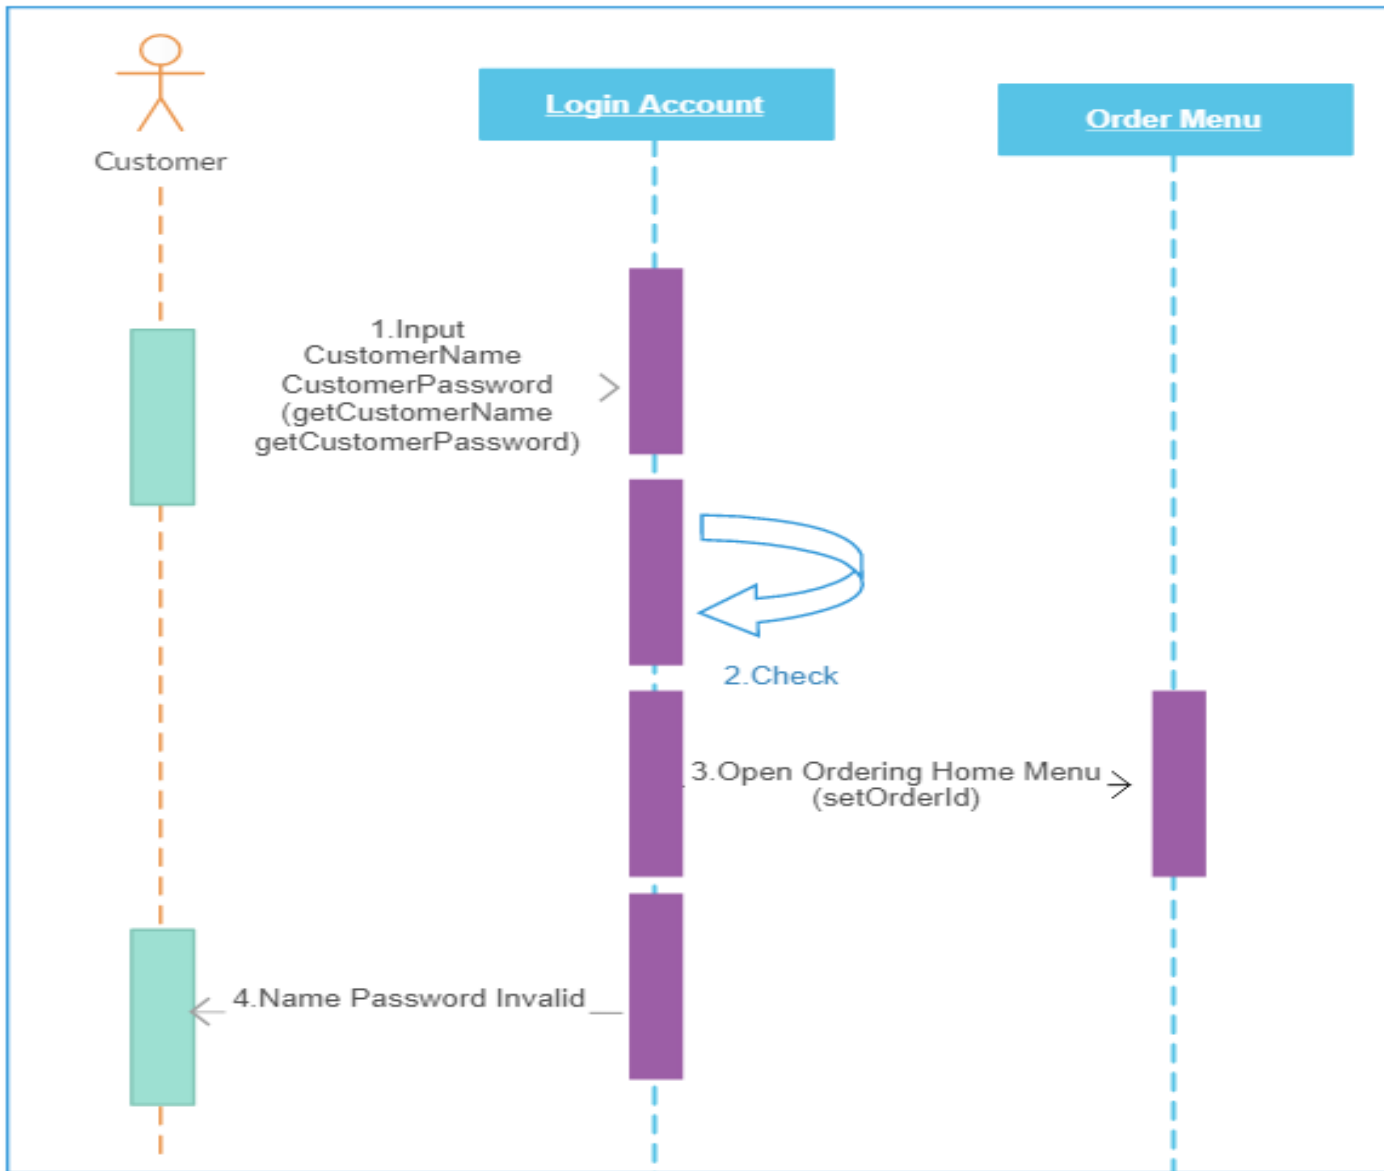 Login Account
Order Menu
Customer
1.Input
CustomerName
CustomerPassword
(getCustomerName
getCustomerPassword)
2.Check
3.Open Ordering Home Menu
(setOrderId)
4.Name Password Invalid